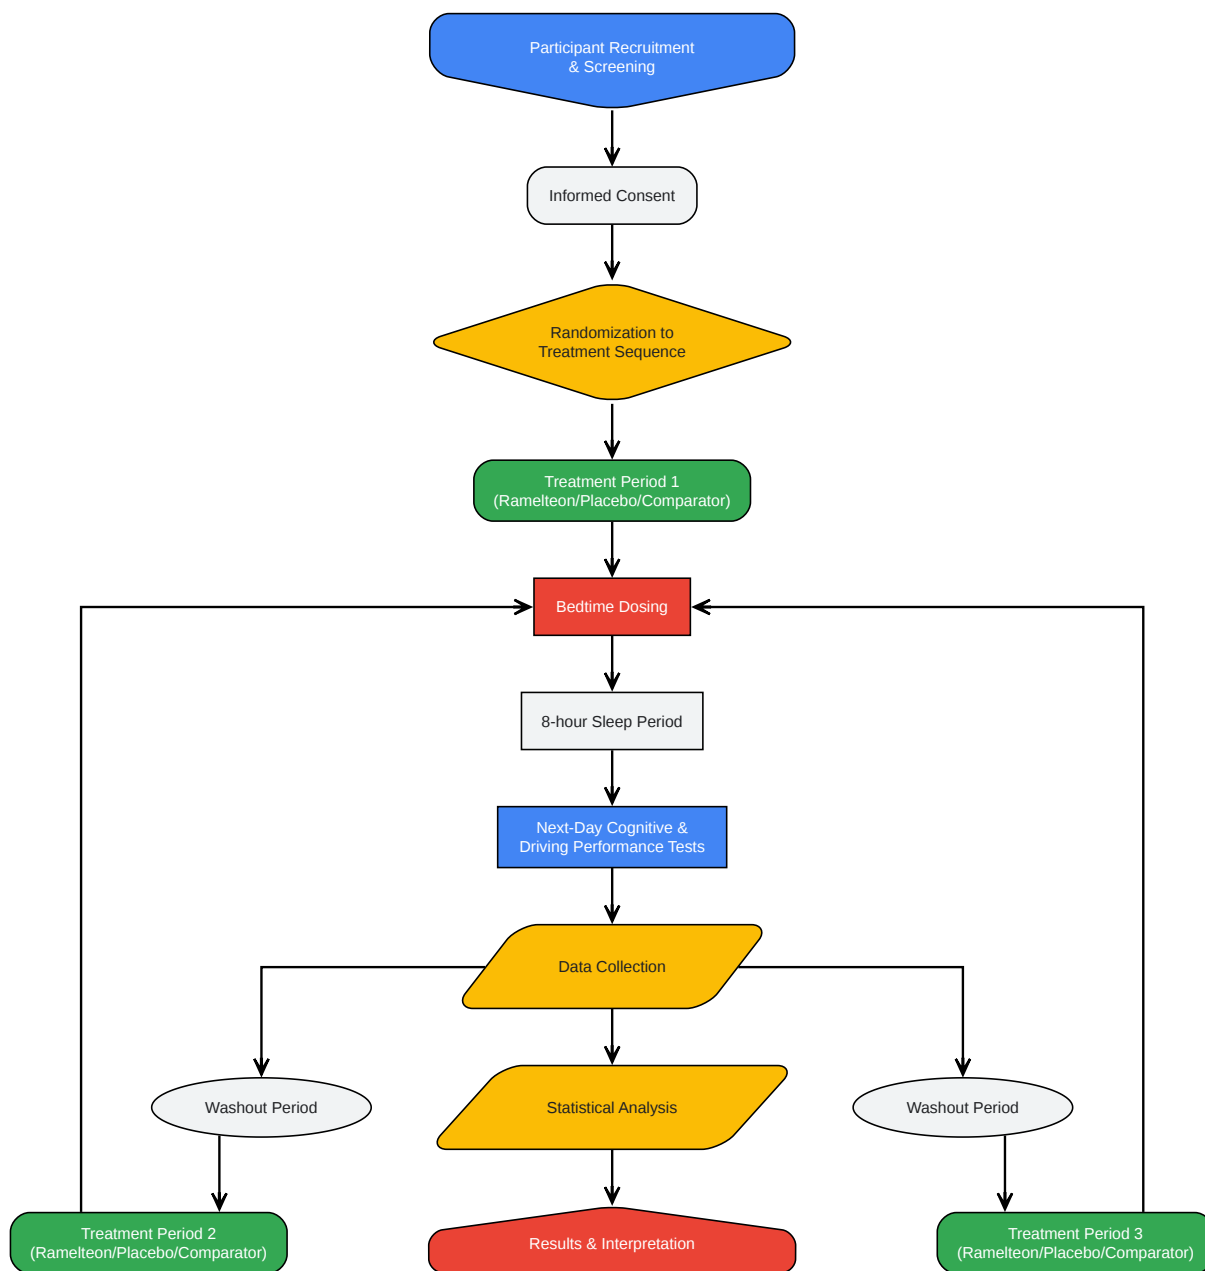 Participant Recruitment
& Screening
Informed Consent
Randomization to
Treatment Sequence
Treatment Period 1
(Ramelteon/Placebo/Comparator)
Bedtime Dosing
8-hour Sleep Period
Next-Day Cognitive &
Driving Performance Tests
Data Collection
Washout Period
Statistical Analysis
Washout Period
Treatment Period 2
(Ramelteon/Placebo/Comparator)
Results & Interpretation
Treatment Period 3
(Ramelteon/Placebo/Comparator)